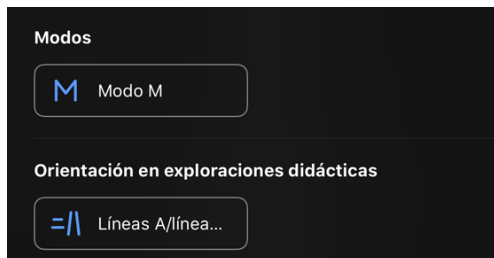 Modos
Modo M
Orientación en exploraciones didácticas
Líneas A/línea...